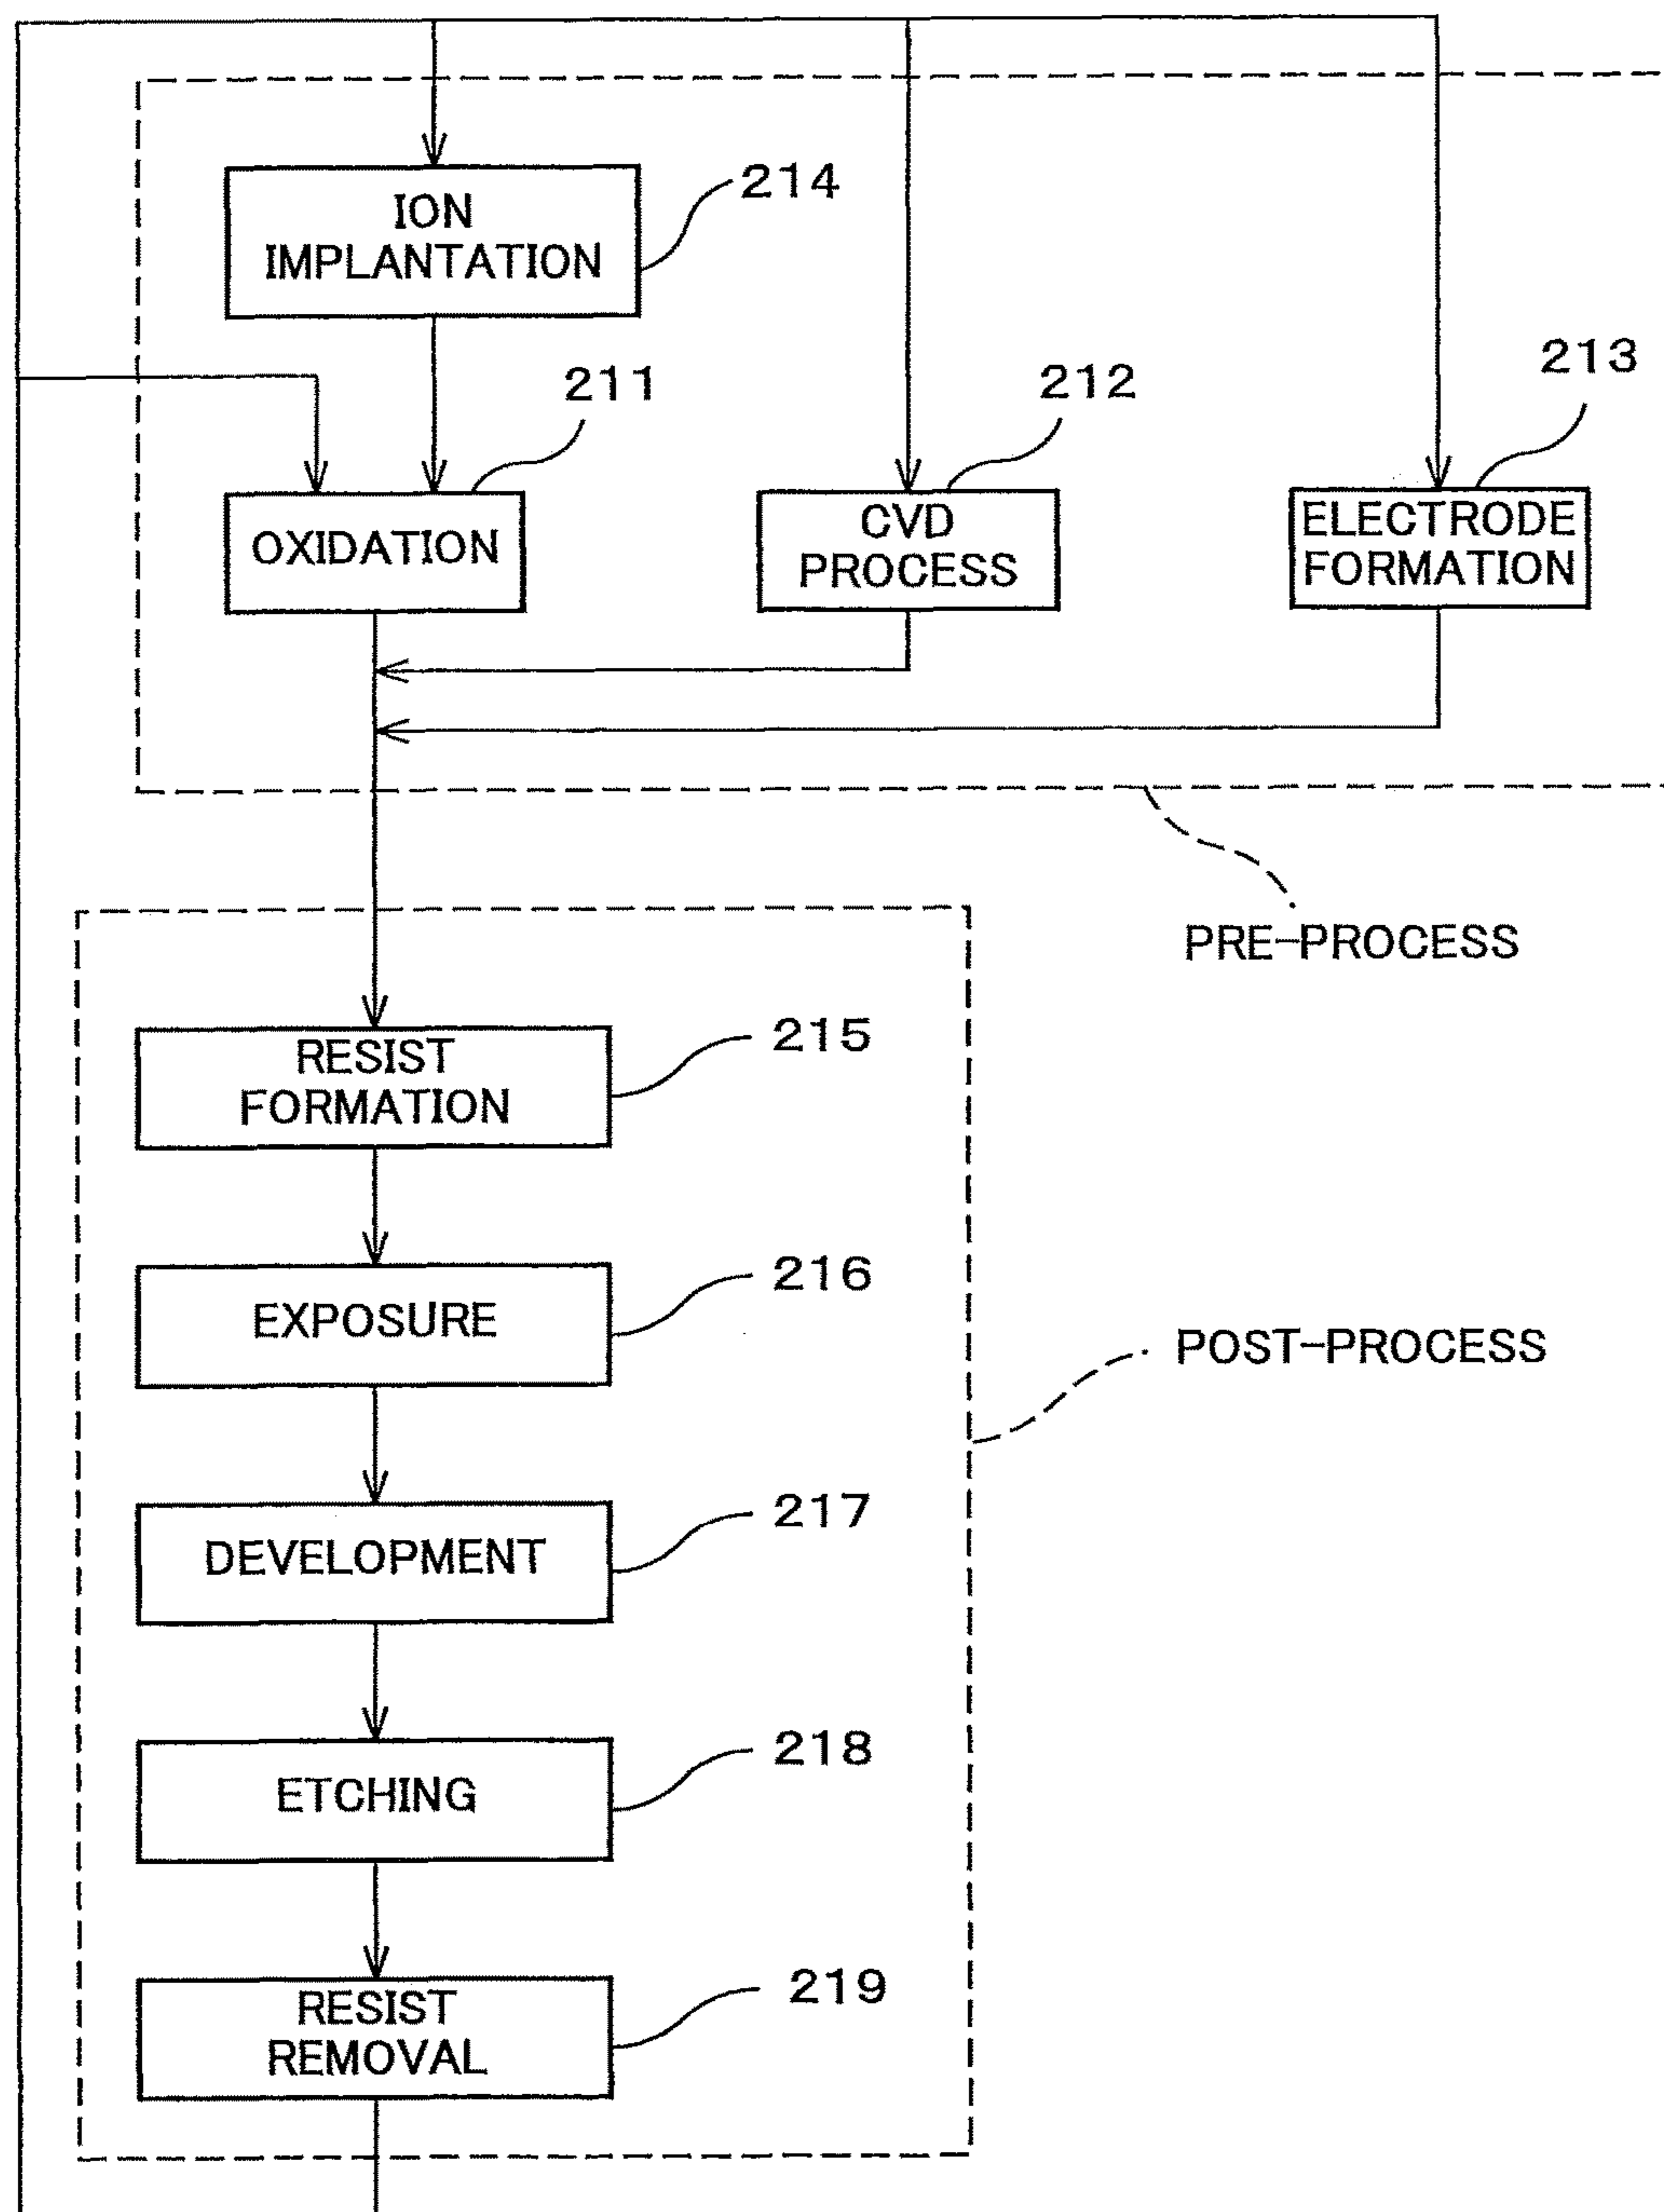 214
ION
IMPLANTATION
211
212
213
OXIDATION
CVD
PROCESS
ELECTRODE
FORMATION
PRE-PROCESS
215
RESIST
FORMATION
216
EXPOSURE
POST-PROCESS
217
DEVELOPMENT
218
ETCHING
219
RESIST
REMOVAL